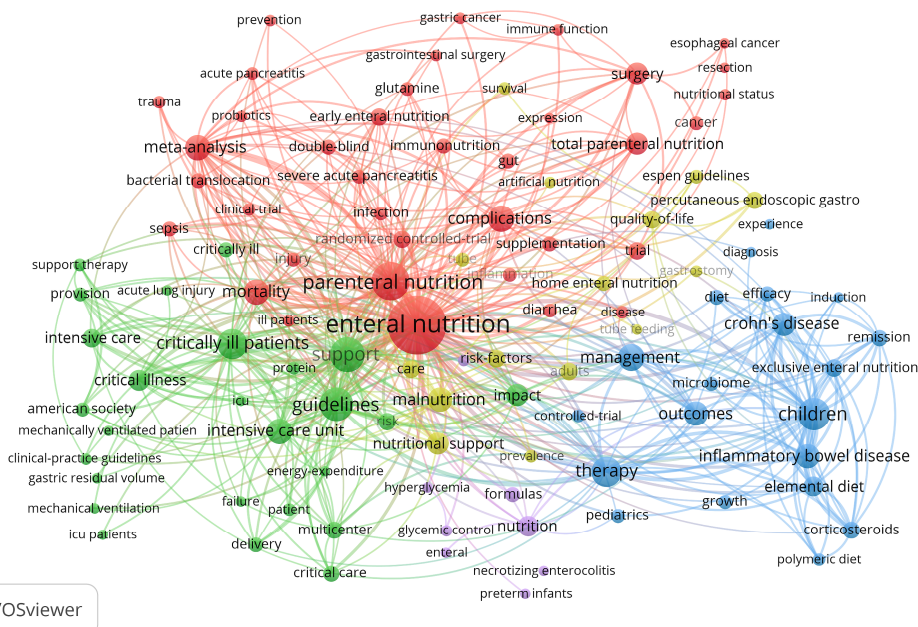 prevention
gastric cancer
immune function
esophageal cancer
gastrointestinal surgery
resection
acute pancreatitis
surgery
glutamine
survival
nutritional status
trauma
probiotics
early enteral nutrition
expression
cancer
meta-analysis
double-blind
immunonutrition
total parenteral nutrition
gut
bacterial translocation
severe acute pancreatitis
artificial nutrition
espen guidelines
percutaneous endoscopic gastro
clinical-trial
infection
complications
quality-of-life
experience
sepsis
randomized controlled-trial
supplementation
critically ill
injury
tube
trial
diagnosis
support therapy
inflammation
gastrostomy
parenteral nutrition
home enteral nutrition
provision
acute lung injury
mortality
diet
efficacy
induction
ill patients
enteral nutrition
diarrhea
disease
crohn's disease
tube feeding
intensive care
critically ill patients
support
remission
risk-factors
management
protein
care
adults
exclusive enteral nutrition
critical illness
microbiome
icu
guidelines
malnutrition
impact
american society
controlled-trial
outcomes
children
risk
mechanically ventilated patien
intensive care unit
nutritional support
clinical-practice guidelines
prevalence
inflammatory bowel disease
gastric residual volume
energy-expenditure
therapy
hyperglycemia
formulas
elemental diet
failure
growth
mechanical ventilation
patient
pediatrics
icu patients
multicenter
glycemic control
nutrition
corticosteroids
delivery
enteral
polymeric diet
critical care
necrotizing enterocolitis
preterm infants
VOSviewer